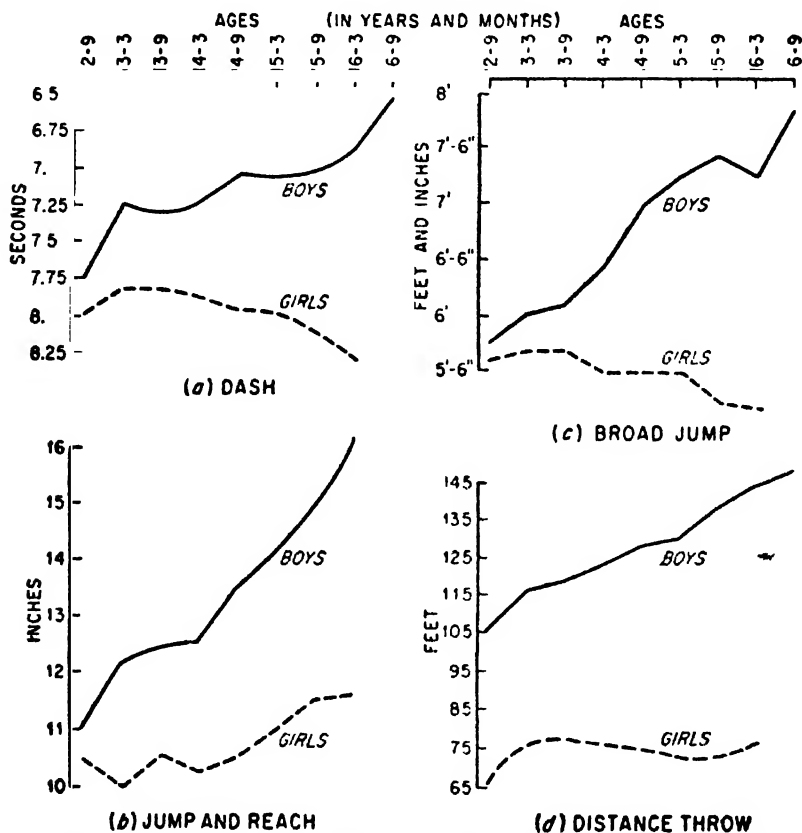 AGES (IN YEARS AND MONTHS) AGES
2-9 13-3 13-9 14-3 14-9 15-3 15-9 16-3 6-9
2-9 3-3 3-9 4-3 4-9 5-3 5-9 6-3 6-9
SECONDS
6 5
6.75
7.
7.25
7 5
7.75
8.
8.25
BOYS
GIRLS
(a) DASH
FEET AND INCHES
8'
7'-6"
7'
6'-6"
6'
5'-6"
BOYS
GIRLS
(c) BROAD JUMP
INCHES
16
15
14
13
12
11
10
BOYS
GIRLS
(b) JUMP AND REACH
FEET
145
135
125
115
105
95
85
75
65
BOYS
GIRLS
(d) DISTANCE THROW